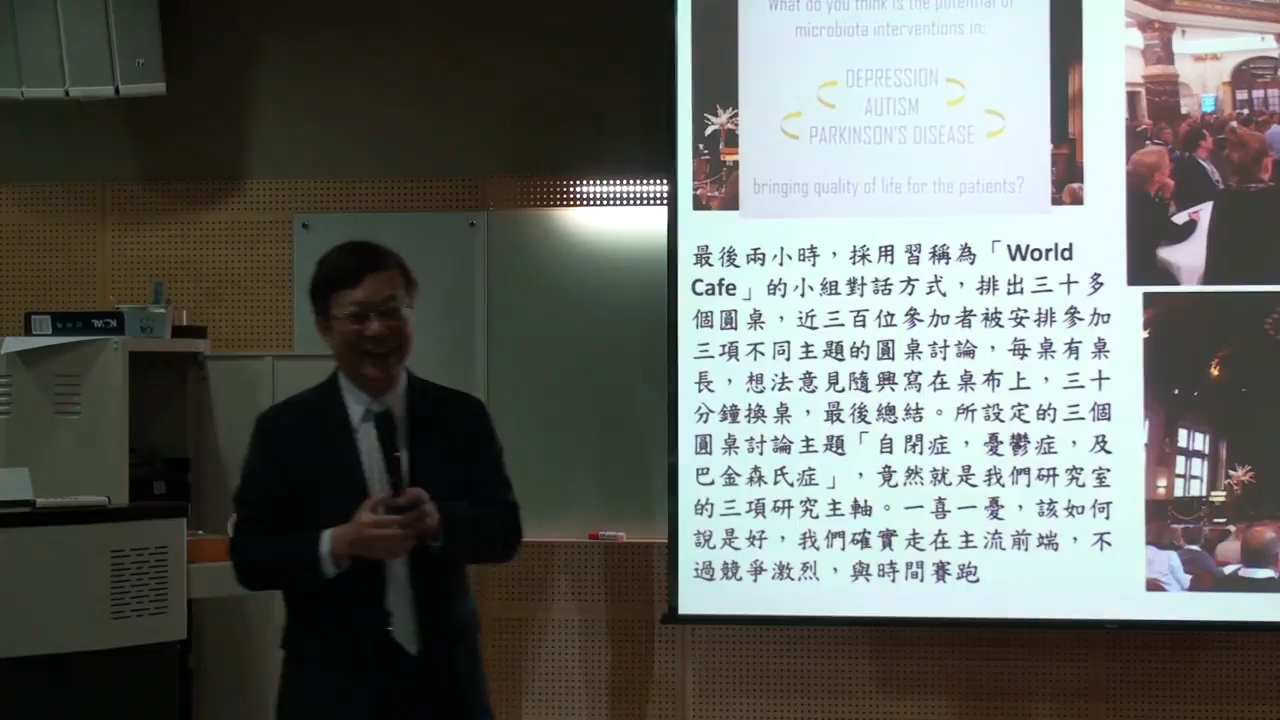 What do you think is the potential of
microbiota interventions in:
DEPRESSION
AUTISM
PARKINSON'S DISEASE
bringing quality of life for the patients?
最後兩小時，採用習稱為「World
Cafe」的小組對話方式，排出三十多
個圓桌，近三百位參加者被安排參加
三項不同主題的圓桌討論，每桌有桌
長，想法意見隨興寫在桌布上，三十
分鐘換桌，最後總結。所設定的三個
圓桌討論主題「自閉症，憂鬱症，及
巴金森氏症」，竟然就是我們研究室
的三項研究主軸。一喜一憂，該如何
說是好，我們確實走在主流前端，不
過競爭激烈，與時間賽跑